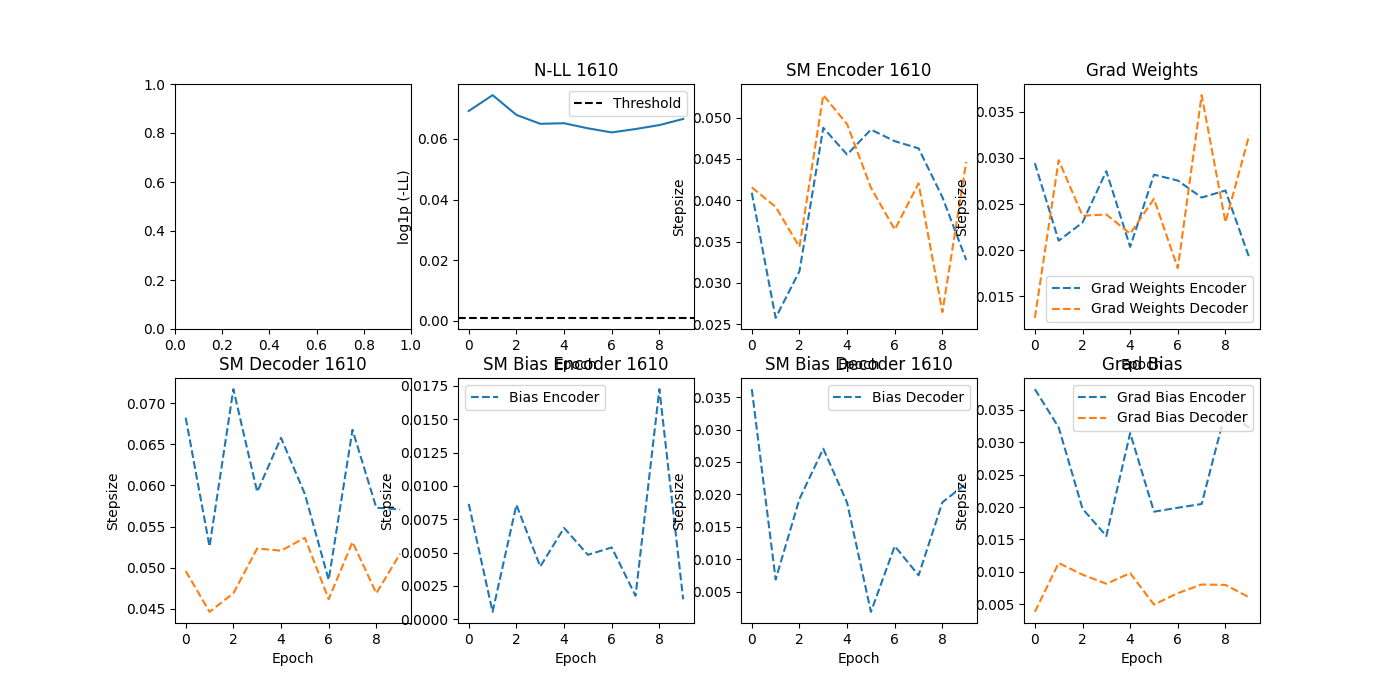 N-LL 1610
SM Encoder 1610
Grad Weights
1.0
0.8
0.6
0.4
0.2
0.0
0.0 0.2 0.4 0.6 0.8 1.0
log1p (-LL)
0.06
0.04
0.02
0.00
Threshold
0 2 4 6 8
Epoch
Stepsize
0.050
0.045
0.040
0.035
0.030
0.025
0 2 4 6 8
Epoch
Stepsize
0.035
0.030
0.025
0.020
0.015
Grad Weights Encoder
Grad Weights Decoder
0 2 4 6 8
Epoch
SM Decoder 1610
SM Bias Encoder 1610
SM Bias Decoder 1610
Grad Bias
Stepsize
0.070
0.065
0.060
0.055
0.050
0.045
0 2 4 6 8
Epoch
Stepsize
0.0175
0.0150
0.0125
0.0100
0.0075
0.0050
0.0025
0.0000
Bias Encoder
0 2 4 6 8
Epoch
Stepsize
0.035
0.030
0.025
0.020
0.015
0.010
0.005
Bias Decoder
0 2 4 6 8
Epoch
Stepsize
0.035
0.030
0.025
0.020
0.015
0.010
0.005
Grad Bias Encoder
Grad Bias Decoder
0 2 4 6 8
Epoch